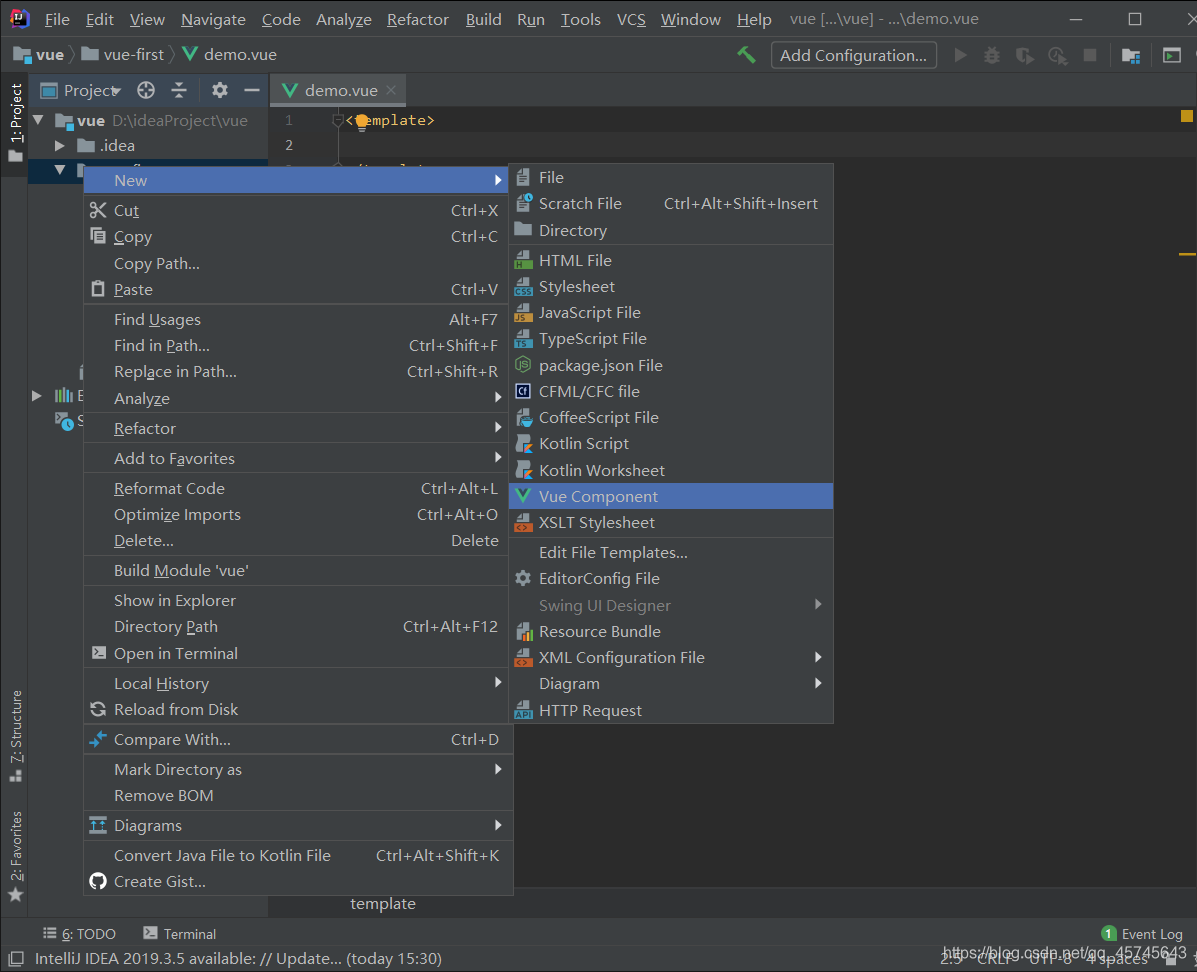 File Edit View Navigate Code Analyze Refactor Build Run Tools VCS Window Help vue [...\vue] - ...\demo.vue
vue vue-first demo.vue Add Configuration...
1: Project
Project
demo.vue
vue D:\ideaProject\vue
.idea
1 <template>
2
New
Cut Ctrl+X
Copy Ctrl+C
Copy Path...
Paste Ctrl+V
Find Usages Alt+F7
Find in Path... Ctrl+Shift+F
Replace in Path... Ctrl+Shift+R
Analyze
Refactor
Add to Favorites
Reformat Code Ctrl+Alt+L
Optimize Imports Ctrl+Alt+O
Delete... Delete
Build Module 'vue'
Show in Explorer
Directory Path Ctrl+Alt+F12
Open in Terminal
Local History
Reload from Disk
Compare With... Ctrl+D
Mark Directory as
Remove BOM
Diagrams
Convert Java File to Kotlin File Ctrl+Alt+Shift+K
Create Gist...
File
Scratch File Ctrl+Alt+Shift+Insert
Directory
HTML File
Stylesheet
JavaScript File
TypeScript File
package.json File
CFML/CFC file
CoffeeScript File
Kotlin Script
Kotlin Worksheet
Vue Component
XSLT Stylesheet
Edit File Templates...
EditorConfig File
Swing UI Designer
Resource Bundle
XML Configuration File
Diagram
HTTP Request
7: Structure
2: Favorites
template
6: TODO Terminal 1 Event Log
IntelliJ IDEA 2019.3.5 available: // Update... (today 15:30) 2:5 CRLF UTF-8 4 spaces
https://blog.csdn.net/qq_45745643